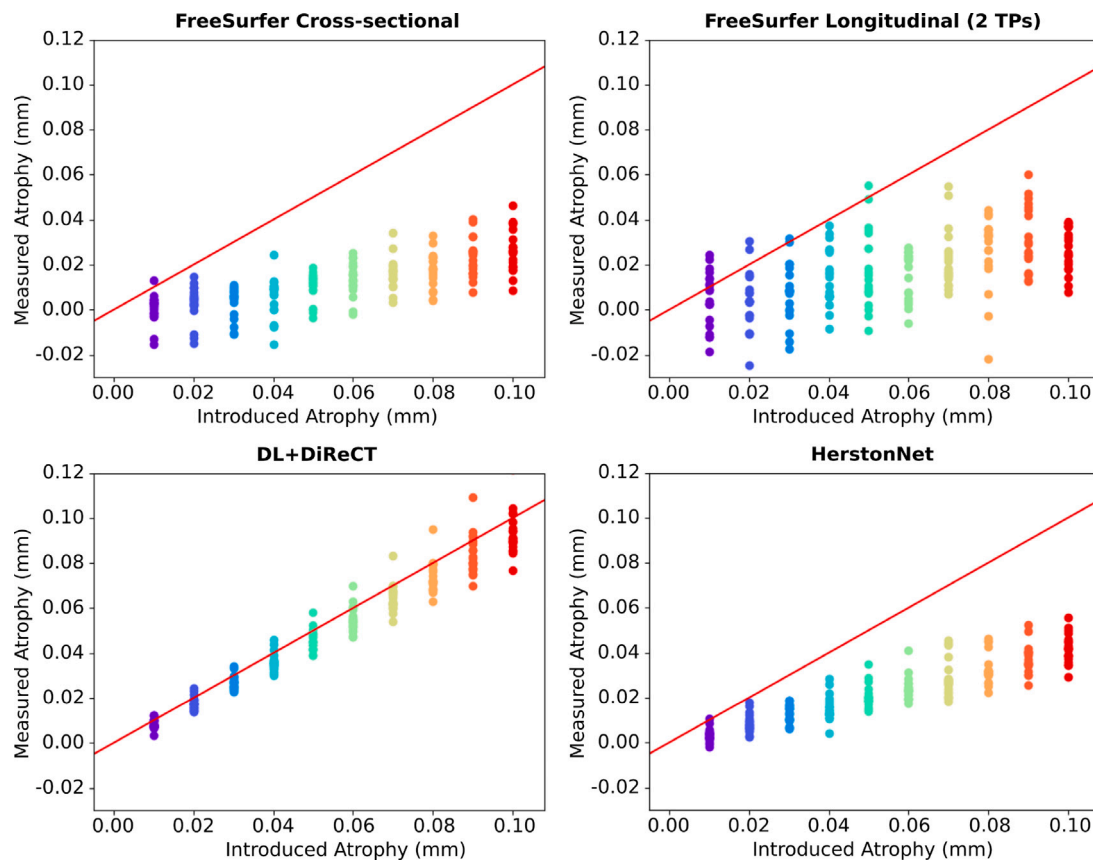 FreeSurfer Cross-sectional
0.12
0.10
0.08
0.06
0.04
0.02
0.00
-0.02
Measured Atrophy (mm)
0.00 0.02 0.04 0.06 0.08 0.10
Introduced Atrophy (mm)
FreeSurfer Longitudinal (2 TPs)
0.12
0.10
0.08
0.06
0.04
0.02
0.00
-0.02
Measured Atrophy (mm)
0.00 0.02 0.04 0.06 0.08 0.10
Introduced Atrophy (mm)
DL+DiReCT
0.12
0.10
0.08
0.06
0.04
0.02
0.00
-0.02
Measured Atrophy (mm)
0.00 0.02 0.04 0.06 0.08 0.10
Introduced Atrophy (mm)
HerstonNet
0.12
0.10
0.08
0.06
0.04
0.02
0.00
-0.02
Measured Atrophy (mm)
0.00 0.02 0.04 0.06 0.08 0.10
Introduced Atrophy (mm)